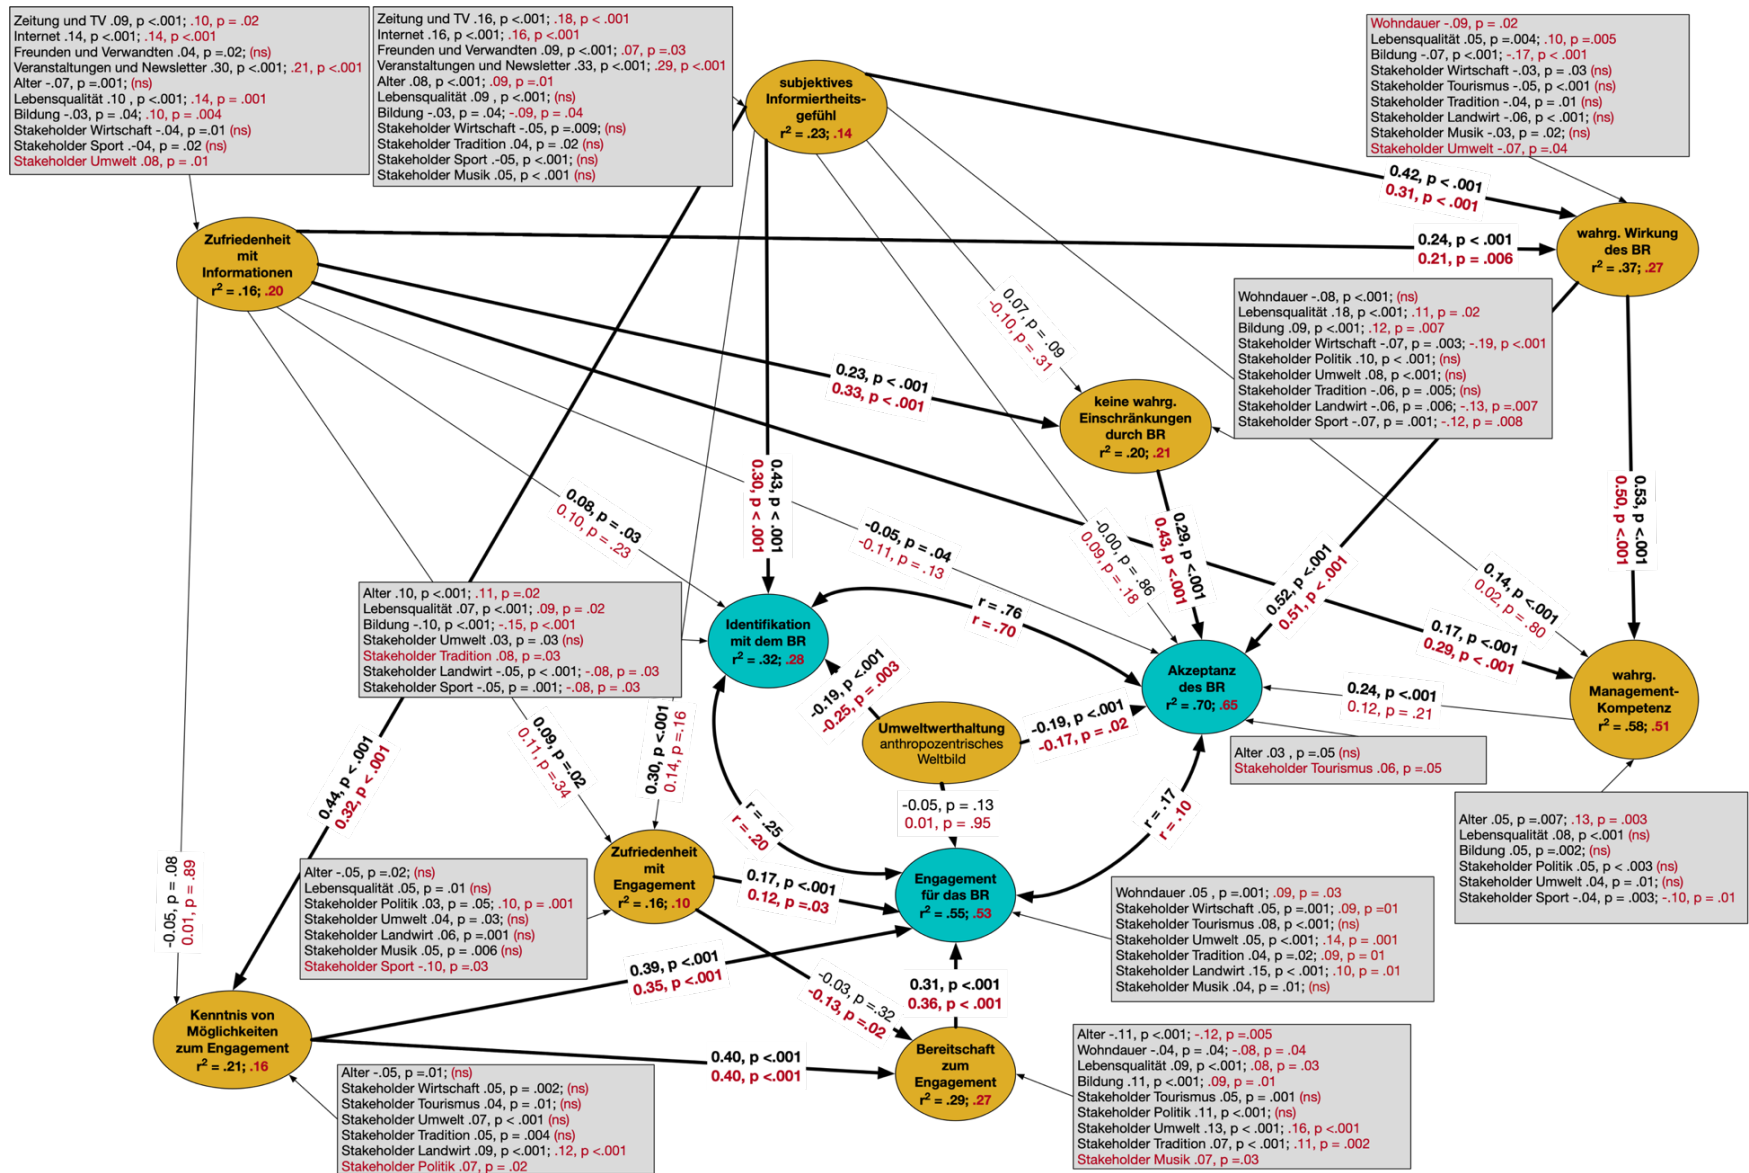 Zeitung und TV .09, p <.001; .10, p = .02
Internet .14, p <.001; .14, p <.001
Freunden und Verwandten .04, p =.02; (ns)
Veranstaltungen und Newsletter .30, p <.001; .21, p <.001
Alter -.07, p =.001; (ns)
Lebensqualität .10 , p <.001; .14, p = .001
Bildung -.03, p = .04; .10, p = .004
Stakeholder Wirtschaft -.04, p =.01 (ns)
Stakeholder Sport .-04, p = .02 (ns)
Stakeholder Umwelt .08, p = .01
Zeitung und TV .16, p <.001; .18, p < .001
Internet .16, p <.001; .16, p <.001
Freunden und Verwandten .09, p <.001; .07, p =.03
Veranstaltungen und Newsletter .33, p <.001; .29, p <.001
Alter .08, p <.001; .09, p =.01
Lebensqualität .09 , p <.001; (ns)
Bildung -.03, p = .04; -.09, p = .04
Stakeholder Wirtschaft -.05, p =.009; (ns)
Stakeholder Tradition .04, p = .02 (ns)
Stakeholder Sport .-05, p <.001; (ns)
Stakeholder Musik .05, p < .001 (ns)
subjektives
Informiertheits-
gefühl
r² = .23; .14
Wohndauer -.09, p = .02
Lebensqualität .05, p =.004; .10, p =.005
Bildung -.07, p <.001; -.17, p <.001
Stakeholder Wirtschaft -.03, p = .03 (ns)
Stakeholder Tourismus -.05, p <.001 (ns)
Stakeholder Tradition -.04, p = .01 (ns)
Stakeholder Landwirt -.06, p <.001; (ns)
Stakeholder Musik -.03, p = .02; (ns)
Stakeholder Umwelt -.07, p =.04
0.42, p < .001
0.31, p < .001
Zufriedenheit
mit
Informationen
r² = .16; .20
0.24, p < .001
0.21, p = .006
wahrg. Wirkung
des BR
r² = .37; .27
Wohndauer -.08, p <.001; (ns)
Lebensqualität .18, p <.001; .11, p = .02
Bildung .09, p <.001; .12, p = .007
Stakeholder Wirtschaft -.07, p = .003; -.19, p <.001
Stakeholder Politik .10, p < .001; (ns)
Stakeholder Umwelt .08, p <.001; (ns)
Stakeholder Tradition -.06, p = .005; (ns)
Stakeholder Landwirt -.06, p = .006; -.13, p =.007
Stakeholder Sport -.07, p = .001; -.12, p = .008
0.07, p = .09
-0.10, p = .31
0.23, p < .001
0.33, p < .001
keine wahrg.
Einschränkungen
durch BR
r² = .20; .21
0.43, p < .001
0.30, p < .001
0.08, p = .03
0.10, p = .23
-0.05, p = .04
-0.11, p = .13
-0.00, p = .86
0.09, p = .18
0.29, p < .001
0.43, p <.001
0.52, p <.001
0.51, p < .001
0.53, p <.001
0.50, p <.001
0.14, p <.001
0.02, p = .80
0.17, p <.001
0.29, p < .001
Alter .10, p <.001; .11, p =.02
Lebensqualität .07, p <.001; .09, p = .02
Bildung -.10, p <.001; -.15, p <.001
Stakeholder Umwelt .03, p = .03 (ns)
Stakeholder Tradition .08, p =.03
Stakeholder Landwirt -.05, p < .001; -.08, p = .03
Stakeholder Sport -.05, p = .001; -.08, p = .03
Identifikation
mit dem BR
r² = .32; .28
r = .76
r = .70
Akzeptanz
des BR
r² = .70; .65
wahrg.
Management-
Kompetenz
r² = .58; .51
-0.19, p <.001
-0.25, p = .003
Umweltwerthaltung
anthropozentrisches
Weltbild
-0.19, p <.001
-0.17, p = .02
0.24, p <.001
0.12, p = .21
Alter .03 , p =.05 (ns)
Stakeholder Tourismus .06, p =.05
0.44, p < .001
0.32, p < .001
0.09, p =.02
0.11, p =.34
0.30, p <.001
0.14, p =.16
-0.05, p = .13
0.01, p = .95
r = .25
r = .20
r = .17
r = .10
Alter .05, p =.007; .13, p = .003
Lebensqualität .08, p <.001 (ns)
Bildung .05, p =.002; (ns)
Stakeholder Politik .05, p < .003 (ns)
Stakeholder Umwelt .04, p = .01; (ns)
Stakeholder Sport -.04, p = .003; -.10, p = .01
-0.05, p = .08
0.01, p = .89
Alter -.05, p =.02; (ns)
Lebensqualität .05, p = .01 (ns)
Stakeholder Politik .03, p = .05; .10, p = .001
Stakeholder Umwelt .04, p = .03; (ns)
Stakeholder Landwirt .06, p =.001 (ns)
Stakeholder Musik .05, p = .006 (ns)
Stakeholder Sport -.10, p =.03
Zufriedenheit
mit
Engagement
r² = .16; .10
0.17, p <.001
0.12, p =.03
Engagement
für das BR
r² = .55; .53
Wohndauer .05 , p =.001; .09, p = .03
Stakeholder Wirtschaft .05, p =.001; .09, p =01
Stakeholder Tourismus .08, p <.001; (ns)
Stakeholder Umwelt .05, p <.001; .14, p = .001
Stakeholder Tradition .04, p =.02; .09, p = 01
Stakeholder Landwirt .15, p < .001; .10, p = .01
Stakeholder Musik .04, p = .01; (ns)
0.39, p <.001
0.35, p <.001
-0.03, p =.32
-0.13, p =.02
0.31, p <.001
0.36, p < .001
Kenntnis von
Möglichkeiten
zum Engagement
r² = .21; .16
0.40, p <.001
0.40, p <.001
Bereitschaft
zum
Engagement
r² = .29; .27
Alter -.11, p <.001; -.12, p =.005
Wohndauer -.04, p = .04; -.08, p = .04
Lebensqualität .09, p <.001; .08, p = .03
Bildung .11, p <.001; .09, p = .01
Stakeholder Tourismus .05, p = .001 (ns)
Stakeholder Politik .11, p <.001; (ns)
Stakeholder Umwelt .13, p <.001; .16, p <.001
Stakeholder Tradition .07, p <.001; .11, p = .002
Stakeholder Musik .07, p =.03
Alter -.05, p =.01; (ns)
Stakeholder Wirtschaft .05, p = .002; (ns)
Stakeholder Tourismus .04, p = .01; (ns)
Stakeholder Umwelt .07, p <.001 (ns)
Stakeholder Tradition .05, p = .004 (ns)
Stakeholder Landwirt .09, p <.001; .12, p <.001
Stakeholder Politik .07, p = .02